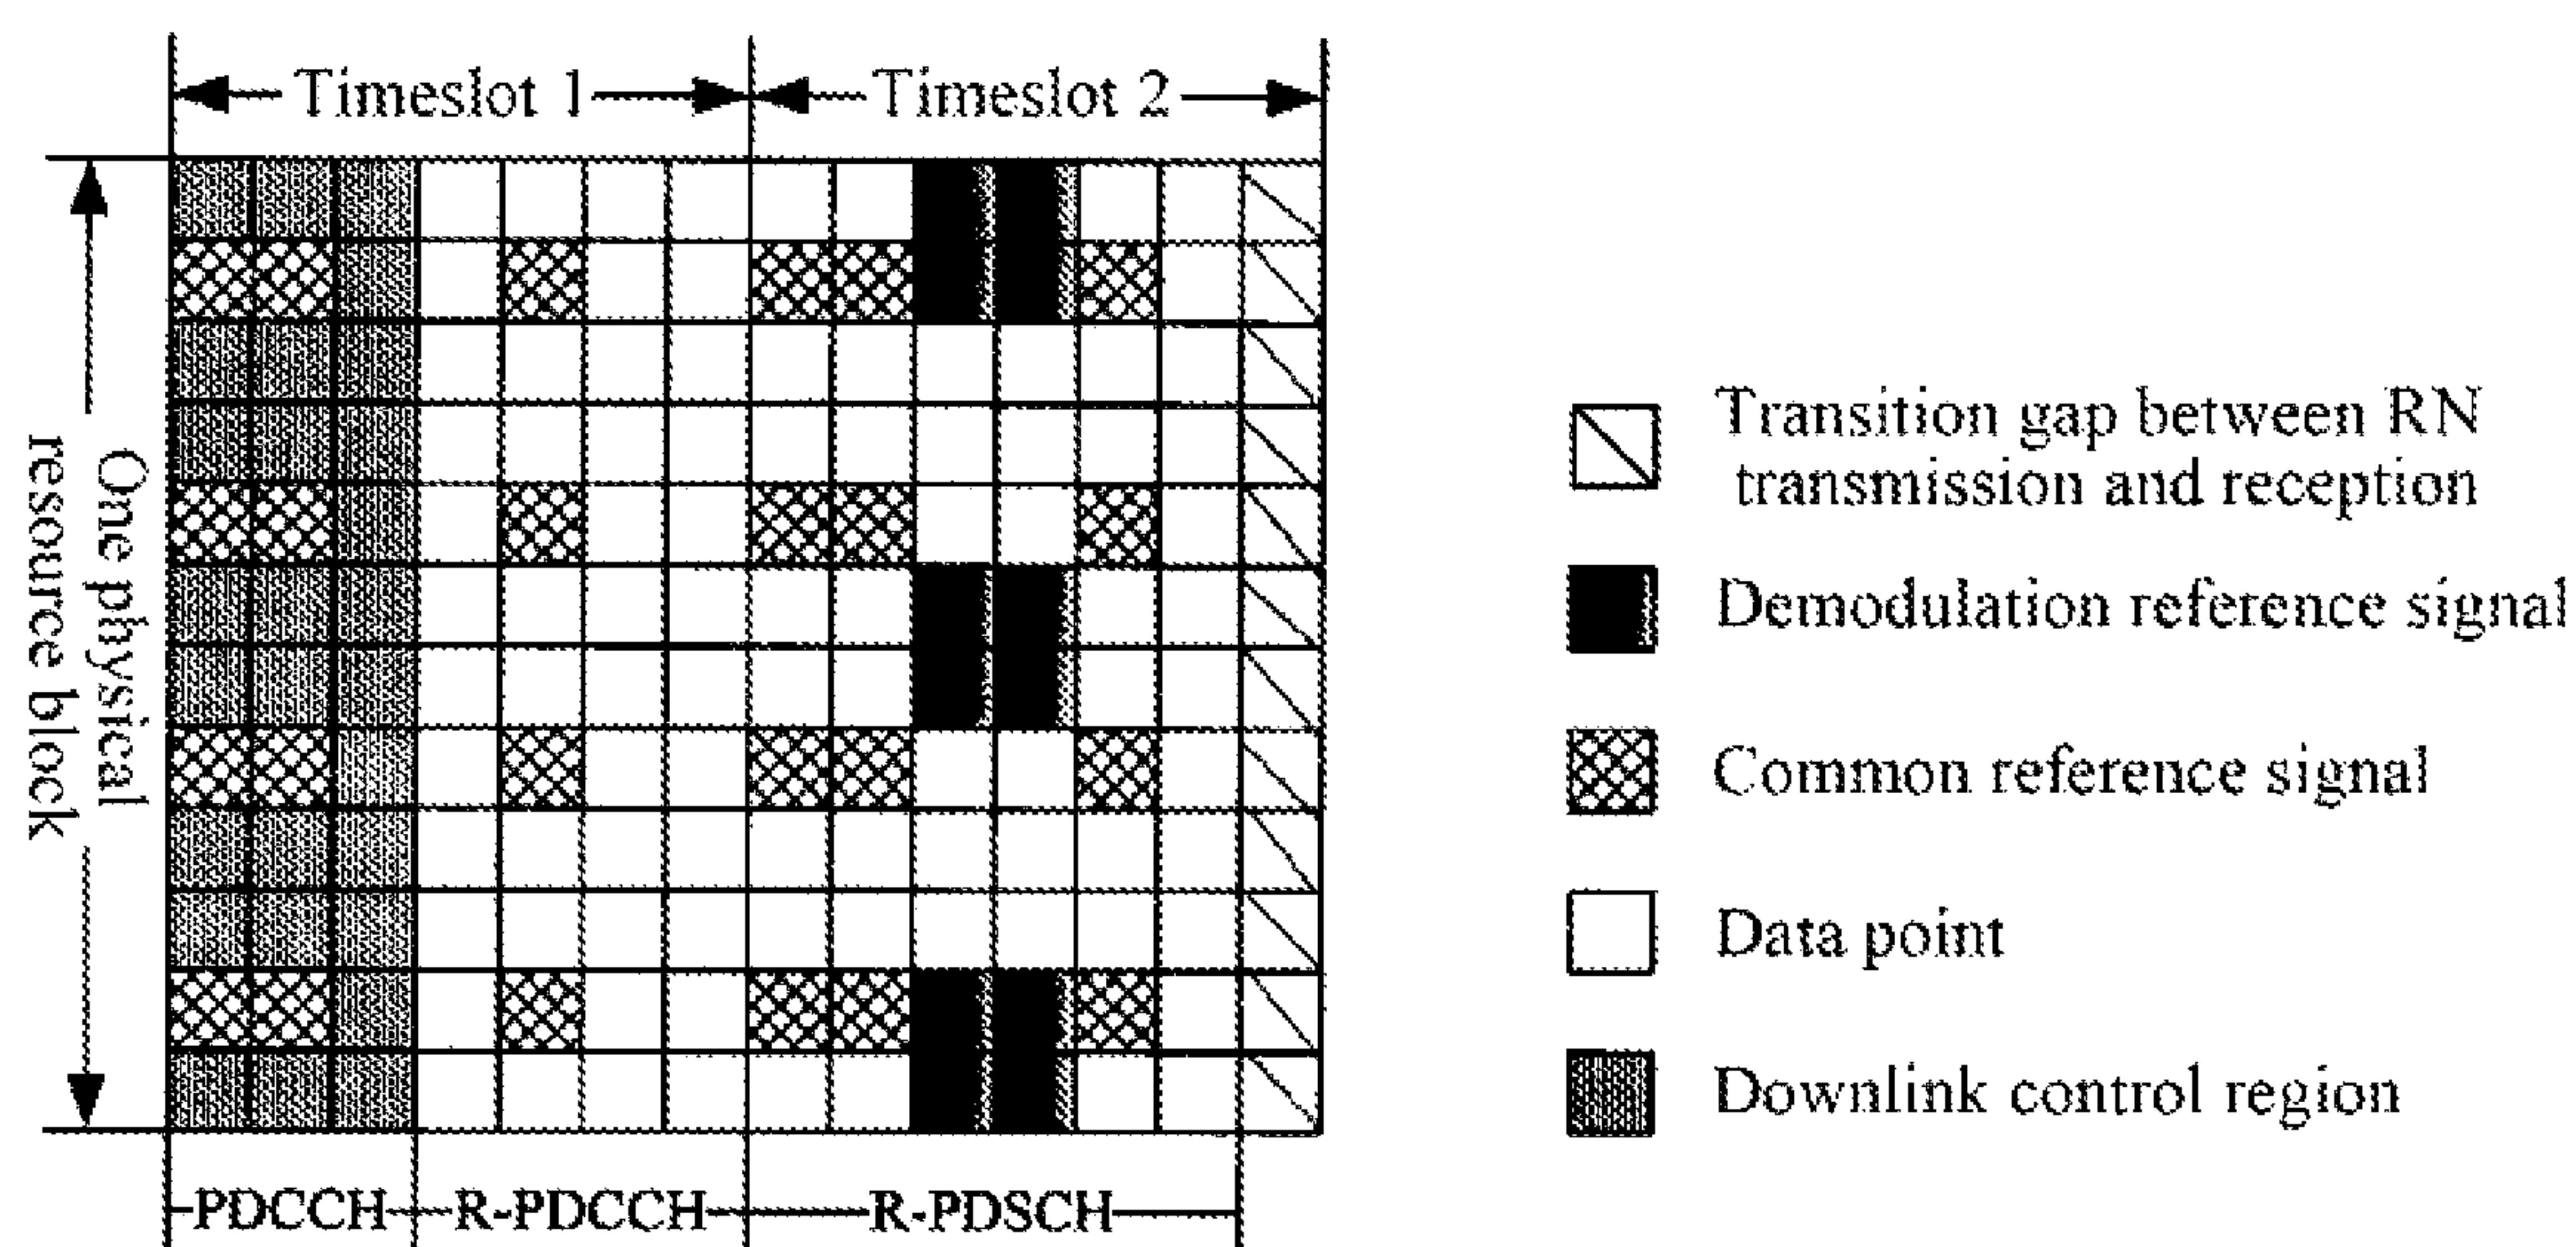 Timeslot 1
Timeslot 2
One physical
resource block
PDCCH
R-PDCCH
R-PDSCH
Transition gap between RN
transmission and reception
Demodulation reference signal
Common reference signal
Data point
Downlink control region